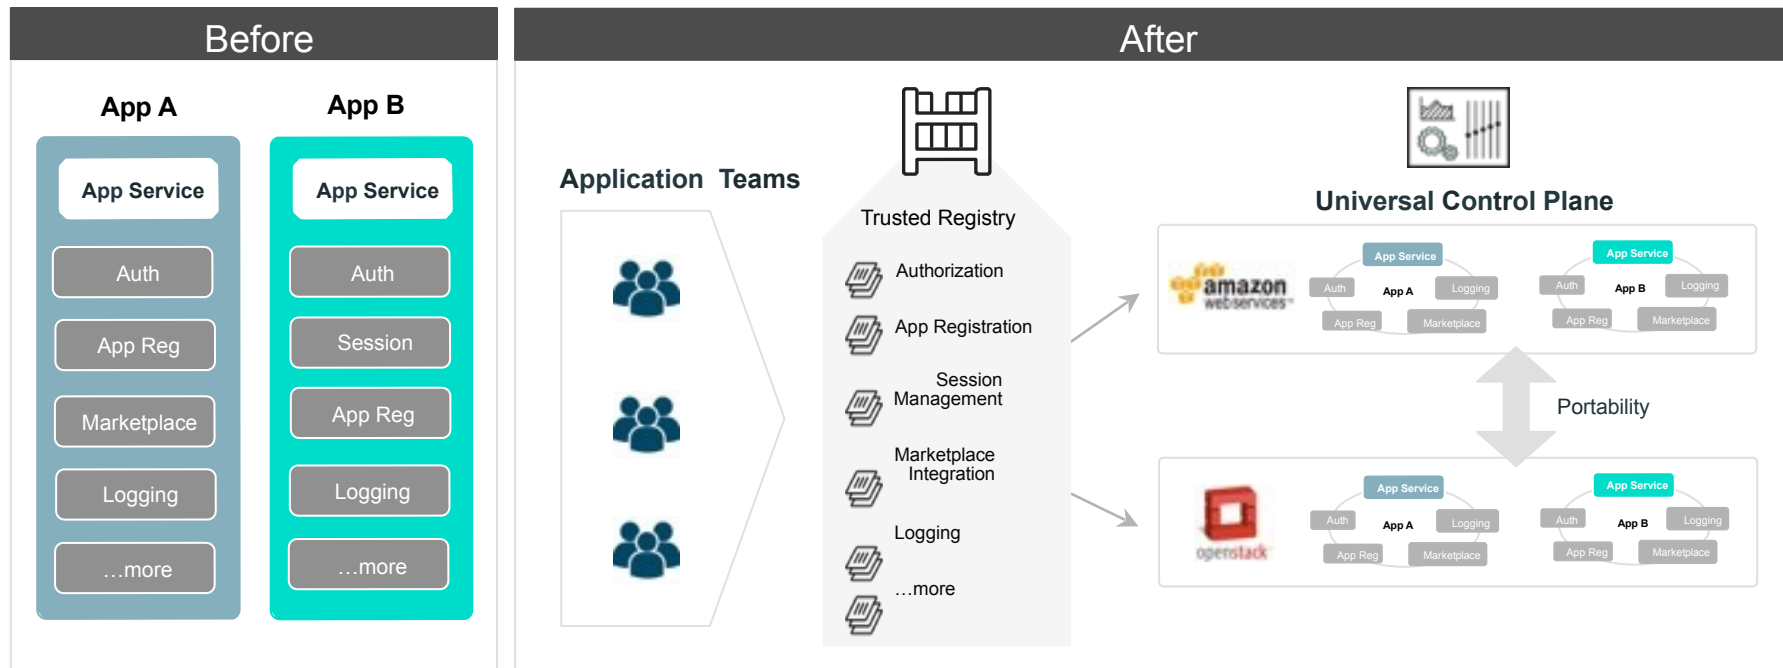 Before
App A
App Service
Auth
App Reg
Marketplace
Logging
…more
App B
App Service
Auth
Session
App Reg
Logging
…more
After
Application Teams
Trusted Registry
Authorization
App Registration
Session
Management
Marketplace
Integration
Logging
…more
Universal Control Plane
amazon
webservices™
App Service
Auth
App A
Logging
App Reg
Marketplace
App Service
Auth
App B
Logging
App Reg
Marketplace
Portability
openstack
App Service
Auth
App A
Logging
App Reg
Marketplace
App Service
Auth
App B
Logging
App Reg
Marketplace